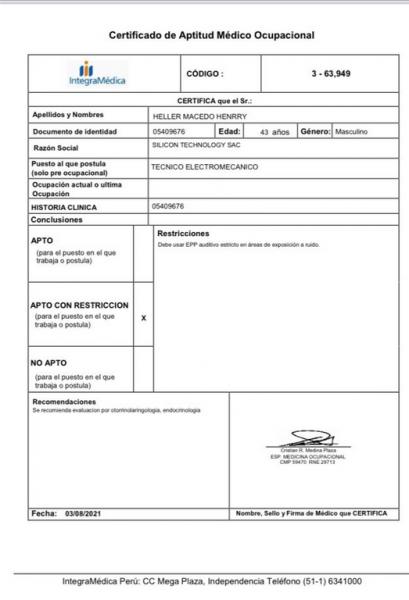 Certificado de Aptitud Médico Ocupacional
IntegraMédica
CÓDIGO :
3 - 63,949
CERTIFICA que el Sr.:
Apellidos y Nombres
HELLER MACEDO HENRRY
Documento de identidad
05409676
Edad:
43 años
Género:
Masculino
Razón Social
SILICON TECHNOLOGY SAC
Puesto al que postula
(solo pre ocupacional)
TECNICO ELECTROMECANICO
Ocupación actual o ultima
Ocupación
HISTORIA CLINICA
05409676
Conclusiones
APTO
(para el puesto en el que
trabaja o postula)
Restricciones
Debe usar EPP auditivo estricto en áreas de exposición a ruido.
APTO CON RESTRICCION
(para el puesto en el que
trabaja o postula)
X
NO APTO
(para el puesto en el que
trabaja o postula)
Recomendaciones
Se recomienda evaluacion por otorrinolaringologia, endocrinologia
Cristian R. Medina Plaza
ESP. MEDICINA OCUPACIONAL
CMP 59470 RNE 29713
Fecha: 03/08/2021
Nombre, Sello y Firma de Médico que CERTIFICA
IntegraMédica Perú: CC Mega Plaza, Independencia Teléfono (51-1) 6341000